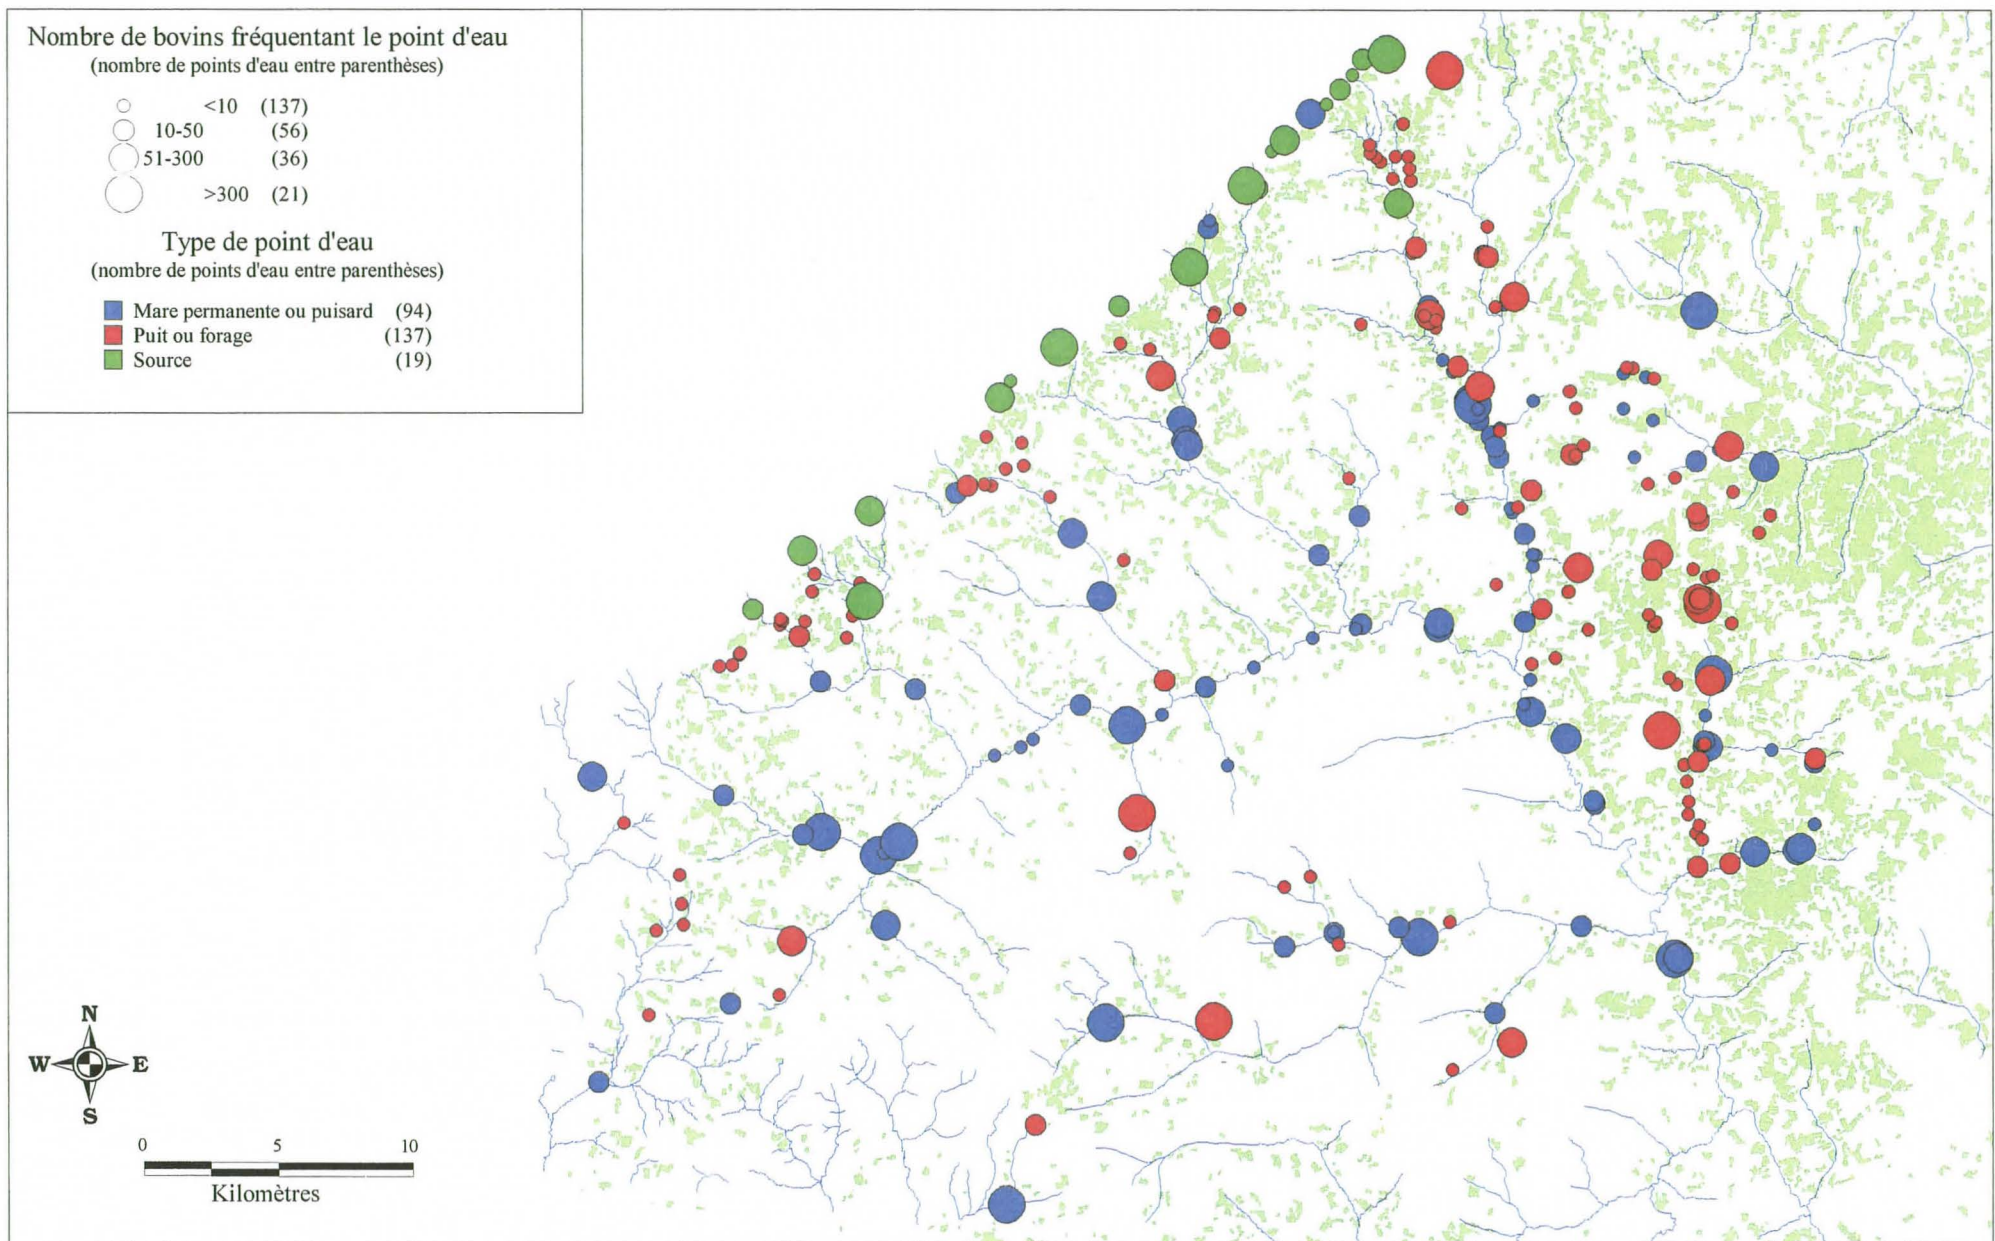 Nombre de bovins fréquentant le point d'eau
(nombre de points d'eau entre parenthèses)
<10 (137)
10-50 (56)
51-300 (36)
>300 (21)
Type de point d'eau
(nombre de points d'eau entre parenthèses)
Mare permanente ou puisard (94)
Puit ou forage (137)
Source (19)
N
W E
S
0 5 10
Kilomètres